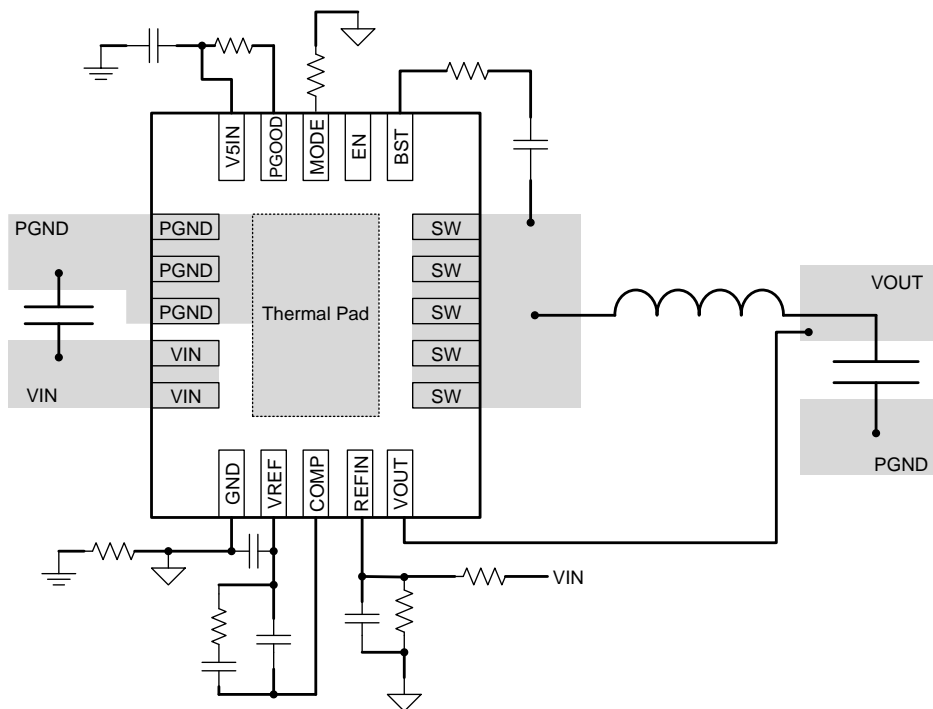 V5IN
PGOOD
MODE
EN
BST
PGND
PGND
SW
PGND
SW
VOUT
PGND
Thermal Pad
SW
VIN
SW
VIN
VIN
SW
PGND
GND
VREF
COMP
REFIN
VOUT
VIN